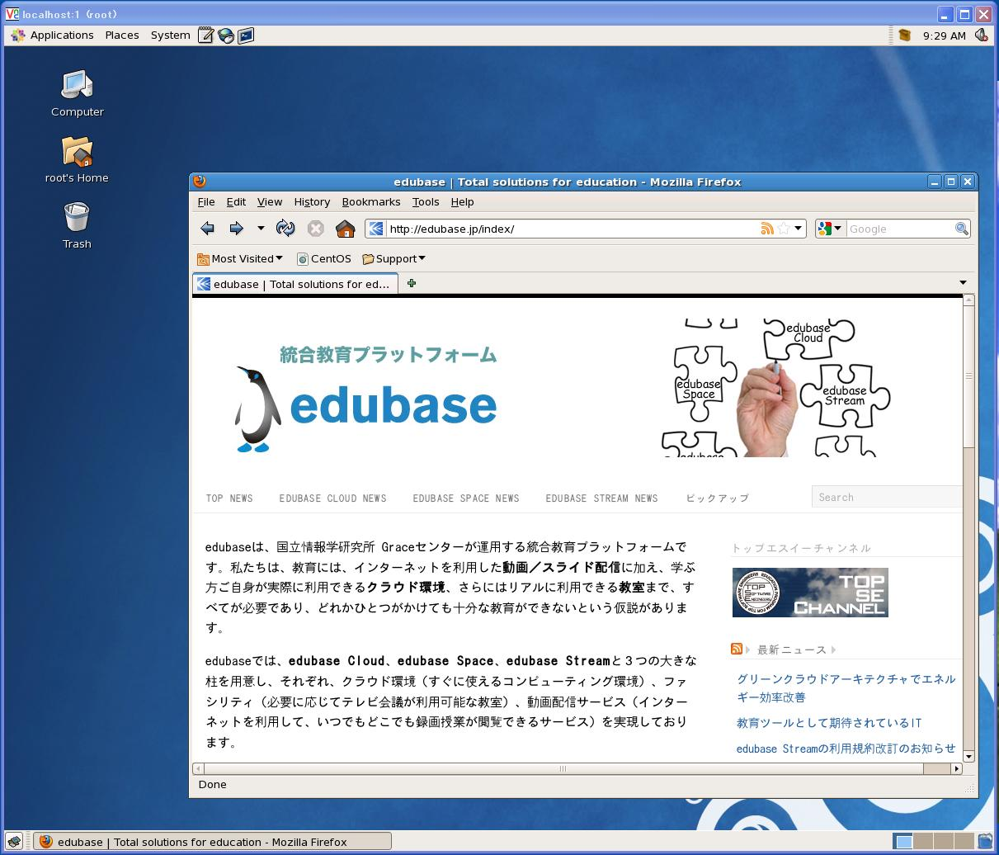 localhost:1 (root)
Applications Places System
9:29 AM
Computer
root's Home
Trash
edubase | Total solutions for education - Mozilla Firefox
File Edit View History Bookmarks Tools Help
http://edubase.jp/index/
Google
Most Visited CentOS Support
edubase | Total solutions for ed...
統合教育プラットフォーム
edubase
edubase
Cloud
edubase
Space
edubase
Stream
edubase
TOP NEWS EDUBASE CLOUD NEWS EDUBASE SPACE NEWS EDUBASE STREAM NEWS ピックアップ
Search
edubaseは、国立情報学研究所 Graceセンターが運用する統合教育プラットフォームで
す。私たちは、教育には、インターネットを利用した動画／スライド配信に加え、学ぶ
方ご自身が実際に利用できるクラウド環境、さらにはリアルに利用できる教室まで、す
べてが必要であり、どれかひとつがかけても十分な教育ができないという仮説がありま
す。
edubaseでは、edubase Cloud、edubase Space、edubase Streamと３つの大きな
柱を用意し、それぞれ、クラウド環境（すぐに使えるコンピューティング環境）、ファ
シリティ（必要に応じてテレビ会議が利用可能な教室）、動画配信サービス（インター
ネットを利用して、いつでもどこでも録画授業が閲覧できるサービス）を実現しており
ます。
トップエスイーチャンネル
TOP
SE
CHANNEL
最新ニュース
グリーンクラウドアーキテクチャでエネル
ギー効率改善
教育ツールとして期待されているIT
edubase Streamの利用規約改訂のお知らせ
Done
edubase | Total solutions for education - Mozilla Firefox